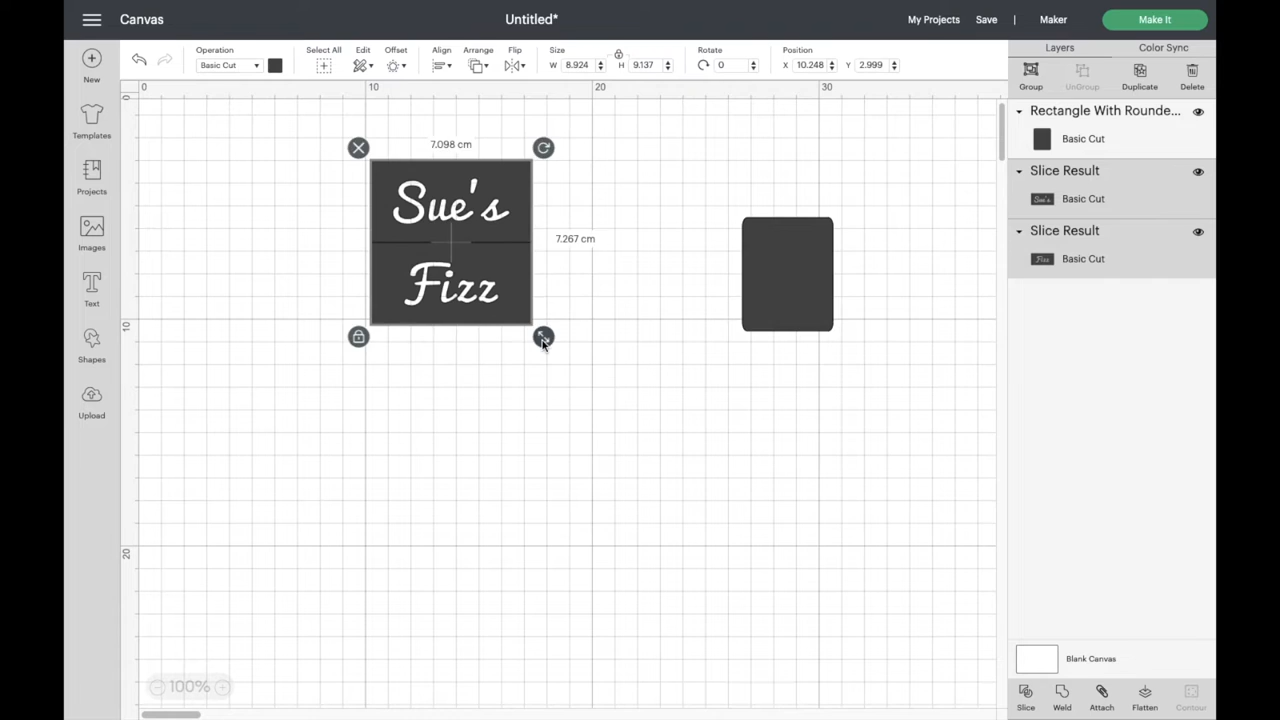 Canvas
Untitled*
My Projects
Save
Maker
Make It
Operation
Basic Cut
Select All
Edit
Offset
Align
Arrange
Flip
Size
W 8.924
H 9.137
Rotate
0
Position
X 10.248
Y 2.999
Layers
Color Sync
Group
UnGroup
Duplicate
Delete
New
Templates
Projects
Images
Text
Shapes
Upload
0
10
20
30
0
10
20
7.098 cm
7.267 cm
Sue's
Fizz
Rectangle With Rounde...
Basic Cut
Slice Result
Sue's
Basic Cut
Slice Result
Fizz
Basic Cut
100%
Blank Canvas
Slice
Weld
Attach
Flatten
Contour